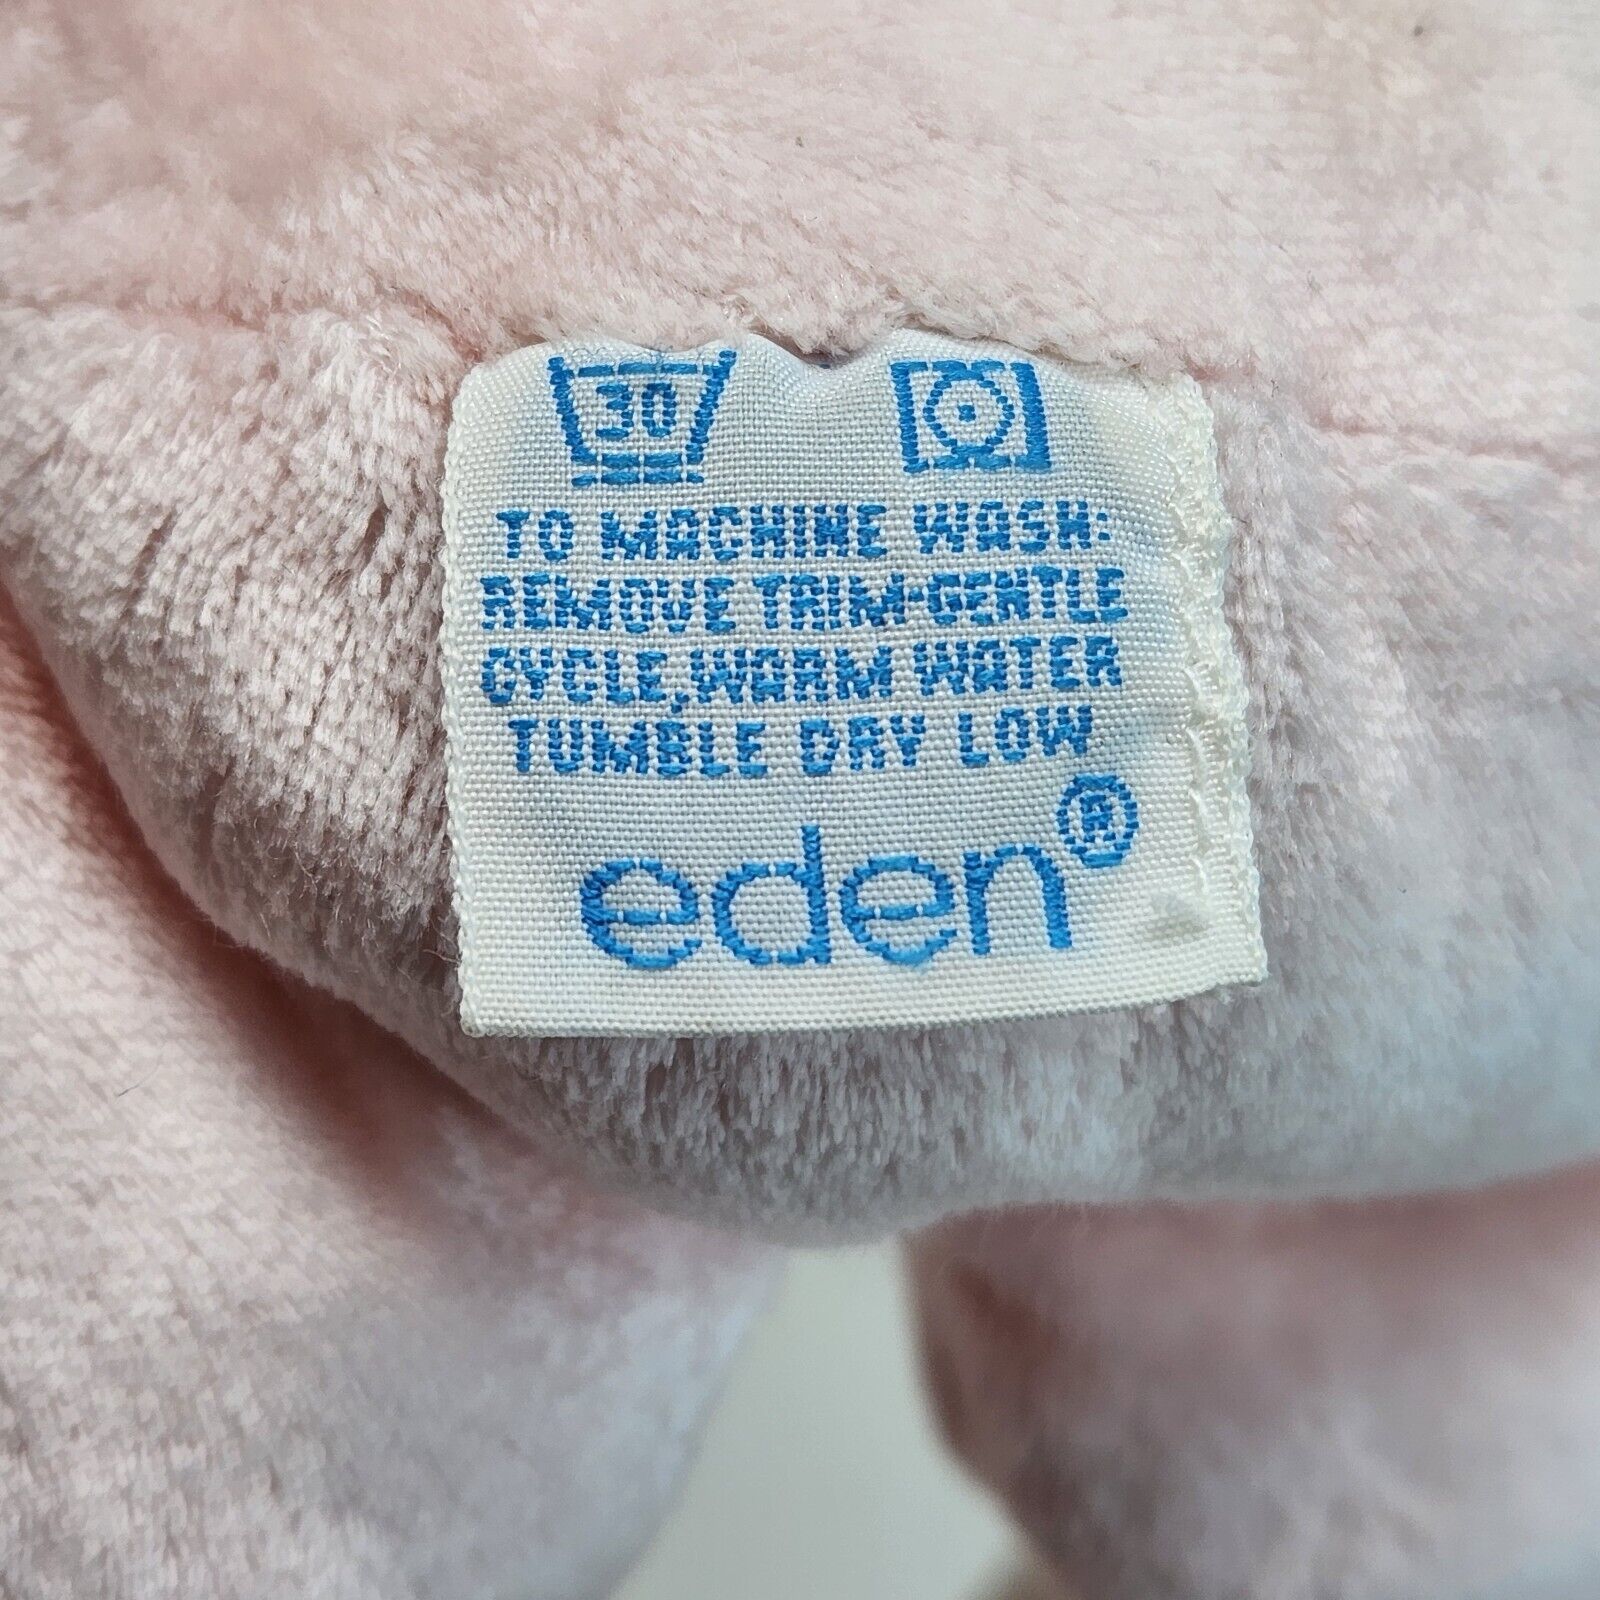 30
TO MACHINE WASH:
REMOVE TRIM-GENTLE
CYCLE, WARM WATER
TUMBLE DRY LOW
eden®